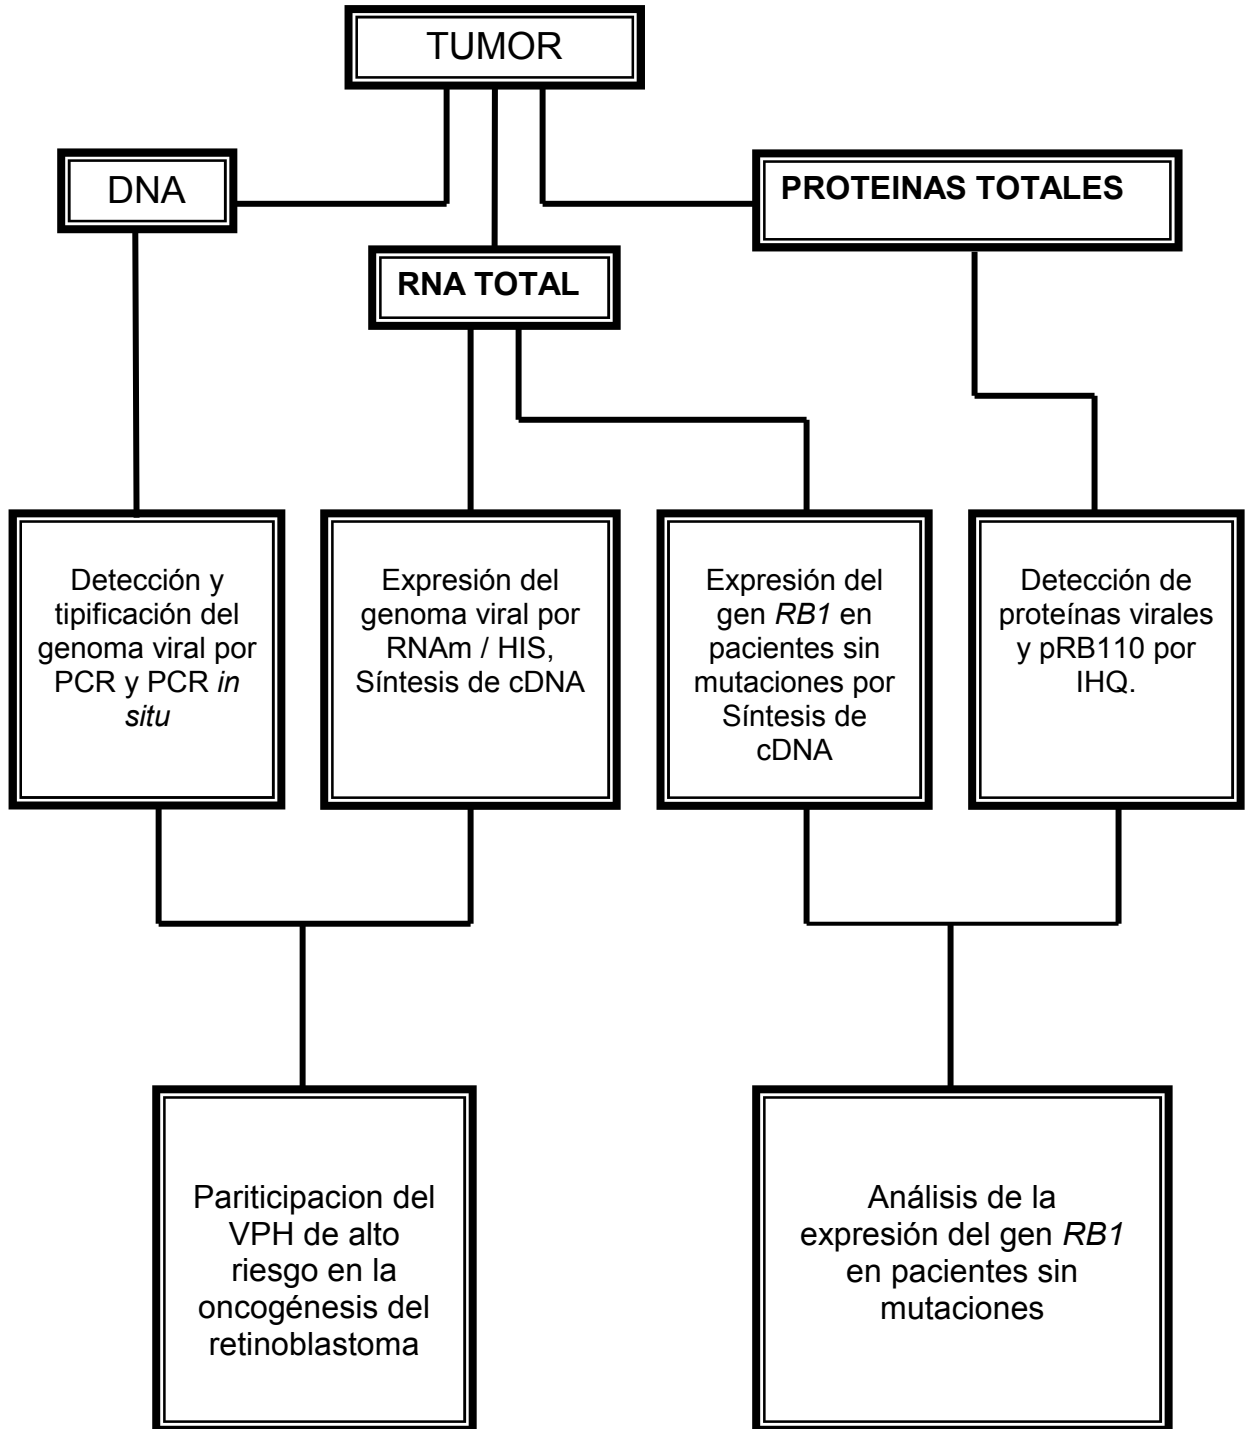 TUMOR
DNA
PROTEINAS TOTALES
RNA TOTAL
Detección y
tipificación del
genoma viral por
PCR y PCR in
situ
Expresión del
genoma viral por
RNAm / HIS,
Síntesis de cDNA
Expresión del
gen RB1 en
pacientes sin
mutaciones por
Síntesis de
cDNA
Detección de
proteínas virales
y pRB110 por
IHQ.
Pariticipacion del
VPH de alto
riesgo en la
oncogénesis del
retinoblastoma
Análisis de la
expresión del gen RB1
en pacientes sin
mutaciones